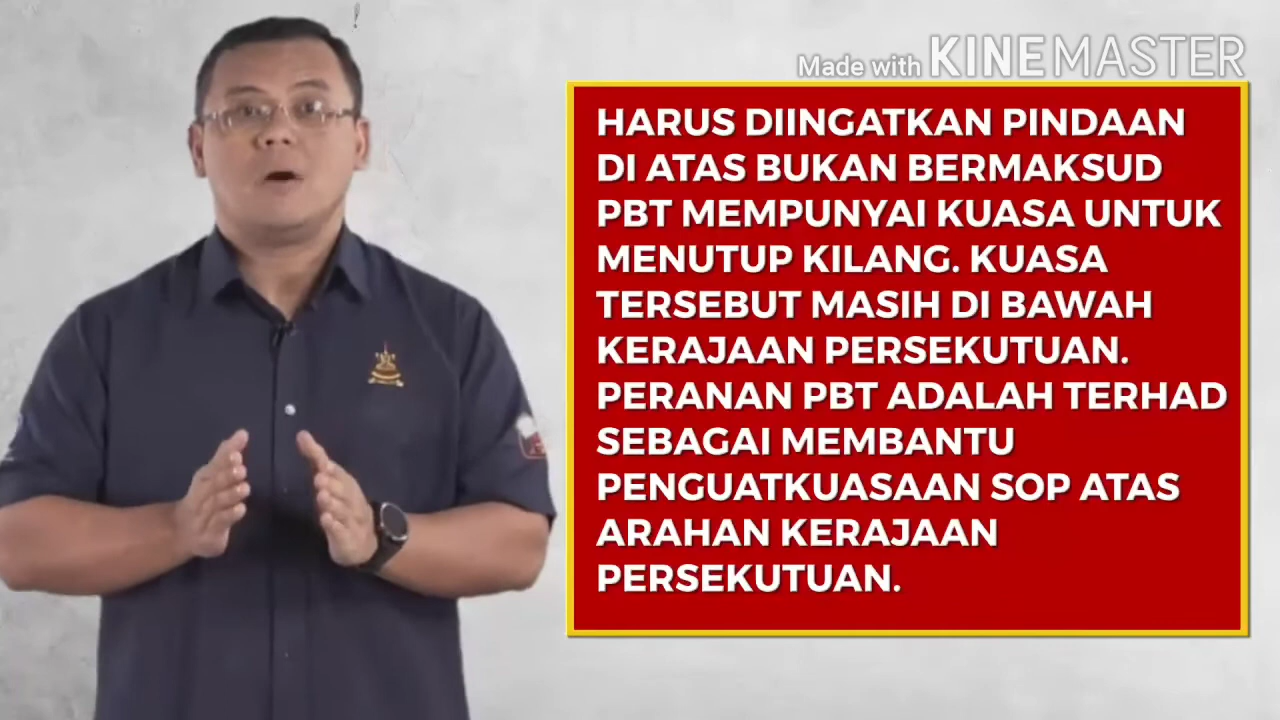 Made with KINEMASTER
HARUS DIINGATKAN PINDAAN
DI ATAS BUKAN BERMAKSUD
PBT MEMPUNYAI KUASA UNTUK
MENUTUP KILANG. KUASA
TERSEBUT MASIH DI BAWAH
KERAJAAN PERSEKUTUAN.
PERANAN PBT ADALAH TERHAD
SEBAGAI MEMBANTU
PENGUATKUASAAN SOP ATAS
ARAHAN KERAJAAN
PERSEKUTUAN.